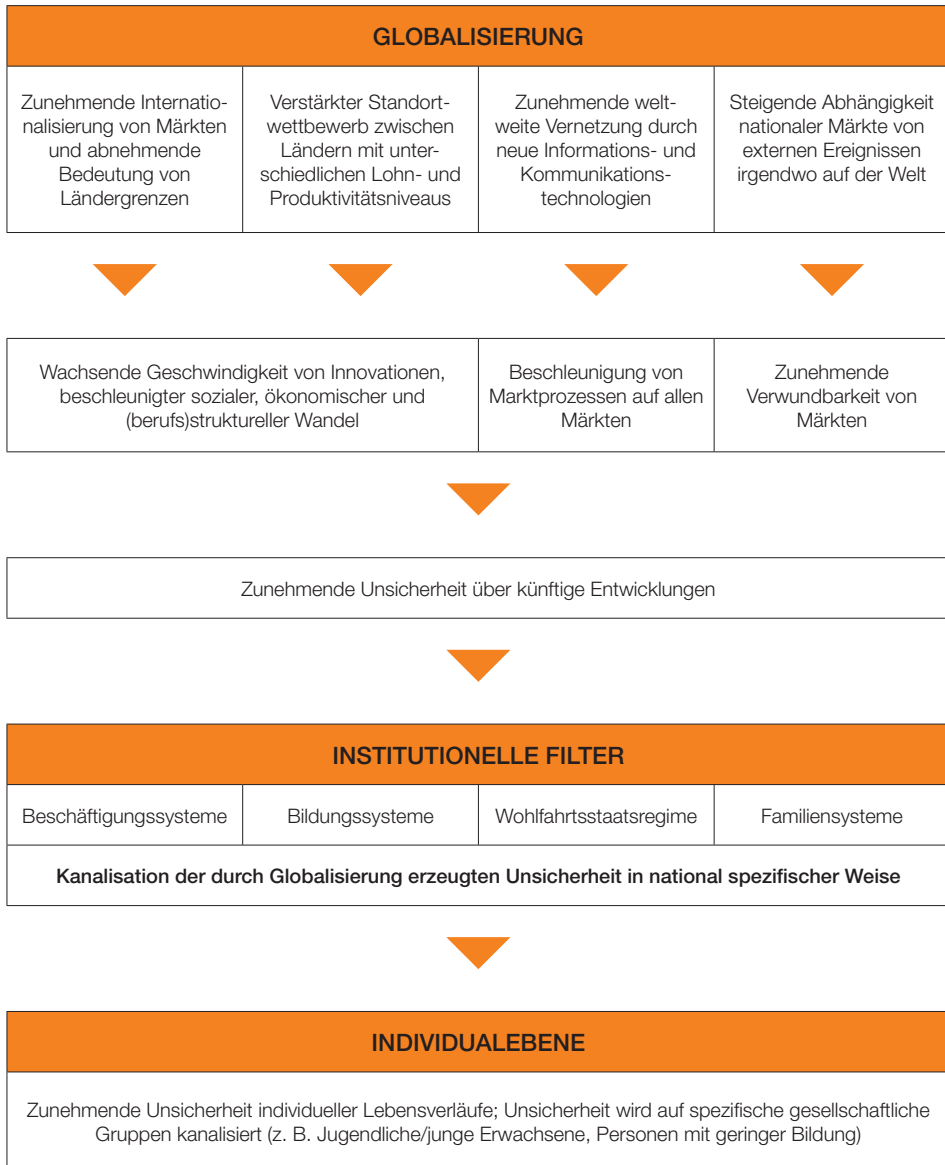 GLOBALISIERUNG
Zunehmende Internatio-
nalisierung von Märkten
und abnehmende
Bedeutung von
Ländergrenzen
Verstärkter Standort-
wettbewerb zwischen
Ländern mit unter-
schiedlichen Lohn- und
Produktivitätsniveaus
Zunehmende welt-
weite Vernetzung durch
neue Informations- und
Kommunikations-
technologien
Steigende Abhängigkeit
nationaler Märkte von
externen Ereignissen
irgendwo auf der Welt
Wachsende Geschwindigkeit von Innovationen,
beschleunigter sozialer, ökonomischer und
(berufs)struktureller Wandel
Beschleunigung von
Marktprozessen auf allen
Märkten
Zunehmende
Verwundbarkeit von
Märkten
Zunehmende Unsicherheit über künftige Entwicklungen
INSTITUTIONELLE FILTER
Beschäftigungssysteme
Bildungssysteme
Wohlfahrtsstaatsregime
Familiensysteme
Kanalisation der durch Globalisierung erzeugten Unsicherheit in national spezifischer Weise
INDIVIDUALEBENE
Zunehmende Unsicherheit individueller Lebensverläufe; Unsicherheit wird auf spezifische gesellschaftliche
Gruppen kanalisiert (z. B. Jugendliche/junge Erwachsene, Personen mit geringer Bildung)